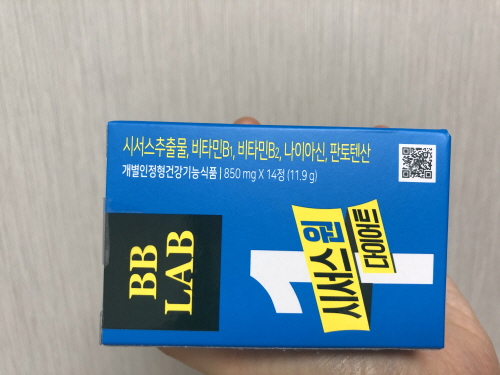 시서스추출물, 비타민B1, 비타민B2, 나이아신, 판토텐산
개별인정형건강기능식품 | 850 mg X 14정 (11.9 g)
BB
LAB
1
시서스원
다이어트